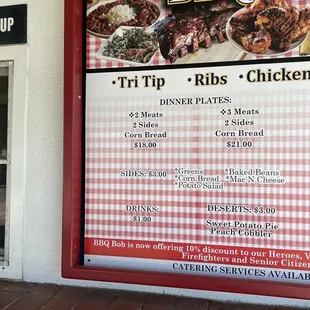 UP
•Tri Tip •Ribs •Chicken
DINNER PLATES:
❖2 Meats
2 Sides
Corn Bread
$18.00
❖3 Meats
2 Sides
Corn Bread
$21.00
SIDES: $3.00
*Greens
*Corn Bread
*Potato Salad
*Baked Beans
*Mac N Cheese
DRINKS:
$1.00
DESSERTS: $3.00
Sweet Potato Pie
Peach Cobbler
BBQ Bob is now offering 10% discount to our Heroes, V
Firefighters and Senior Citizen
CATERING SERVICES AVAILAB